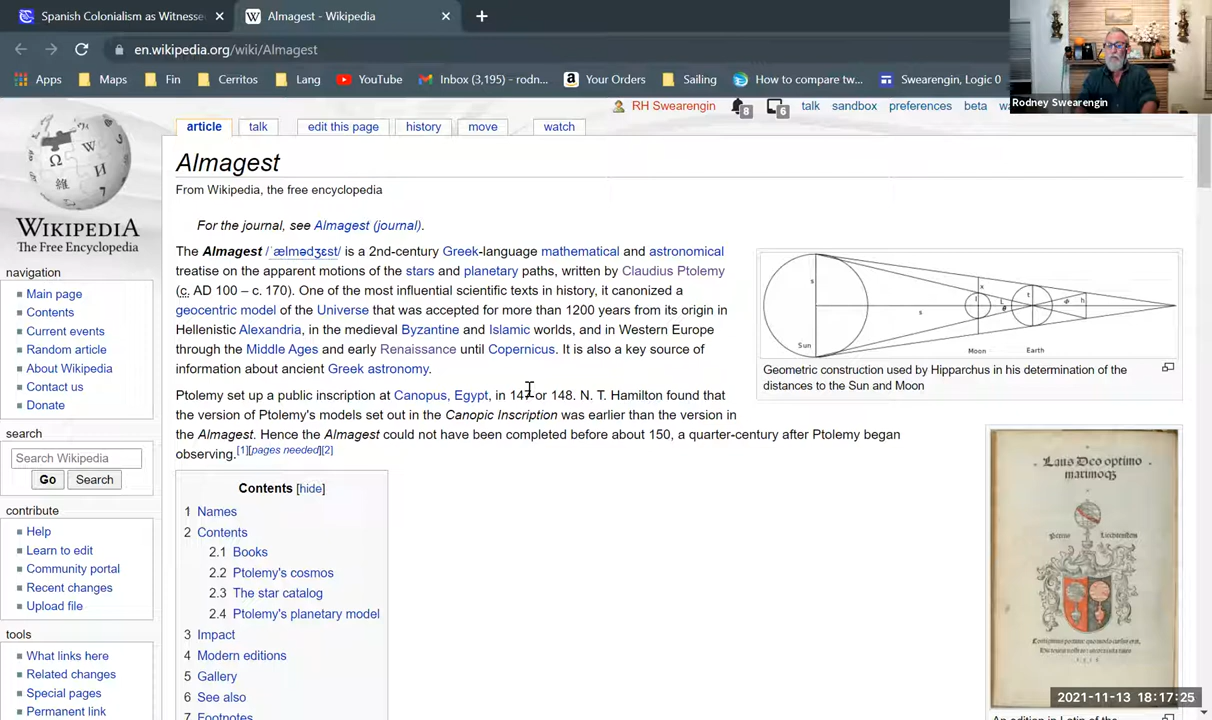 Spanish Colonialism as Witnesse
Almagest - Wikipedia
en.wikipedia.org/wiki/Almagest
Apps
Maps
Fin
Cerritos
Lang
YouTube
Inbox (3,195) - rodn...
Your Orders
Sailing
How to compare tw...
Swearengin, Logic 0
Rodney Swearengin
RH Swearengin
8
6
talk
sandbox
preferences
beta
article
talk
edit this page
history
move
watch
Almagest
From Wikipedia, the free encyclopedia
For the journal, see Almagest (journal).
The Almagest /ˈælmədʒɛst/ is a 2nd-century Greek-language mathematical and astronomical
treatise on the apparent motions of the stars and planetary paths, written by Claudius Ptolemy
(c. AD 100 – c. 170). One of the most influential scientific texts in history, it canonized a
geocentric model of the Universe that was accepted for more than 1200 years from its origin in
Hellenistic Alexandria, in the medieval Byzantine and Islamic worlds, and in Western Europe
through the Middle Ages and early Renaissance until Copernicus. It is also a key source of
information about ancient Greek astronomy.
Ptolemy set up a public inscription at Canopus, Egypt, in 147 or 148. N. T. Hamilton found that
the version of Ptolemy's models set out in the Canopic Inscription was earlier than the version in
the Almagest. Hence the Almagest could not have been completed before about 150, a quarter-century after Ptolemy began
observing.[1][pages needed][2]
Sun
Moon
Earth
Geometric construction used by Hipparchus in his determination of the
distances to the Sun and Moon
Laus Deo optimo
Contents [hide]
1 Names
2 Contents
2.1 Books
2.2 Ptolemy's cosmos
2.3 The star catalog
2.4 Ptolemy's planetary model
3 Impact
4 Modern editions
5 Gallery
6 See also
7 Footnotes
An edition in Latin of the
WIKIPEDIA
The Free Encyclopedia
navigation
Main page
Contents
Current events
Random article
About Wikipedia
Contact us
Donate
search
Search Wikipedia
Go
Search
contribute
Help
Learn to edit
Community portal
Recent changes
Upload file
tools
What links here
Related changes
Special pages
Permanent link
2021-11-13 18:17:25